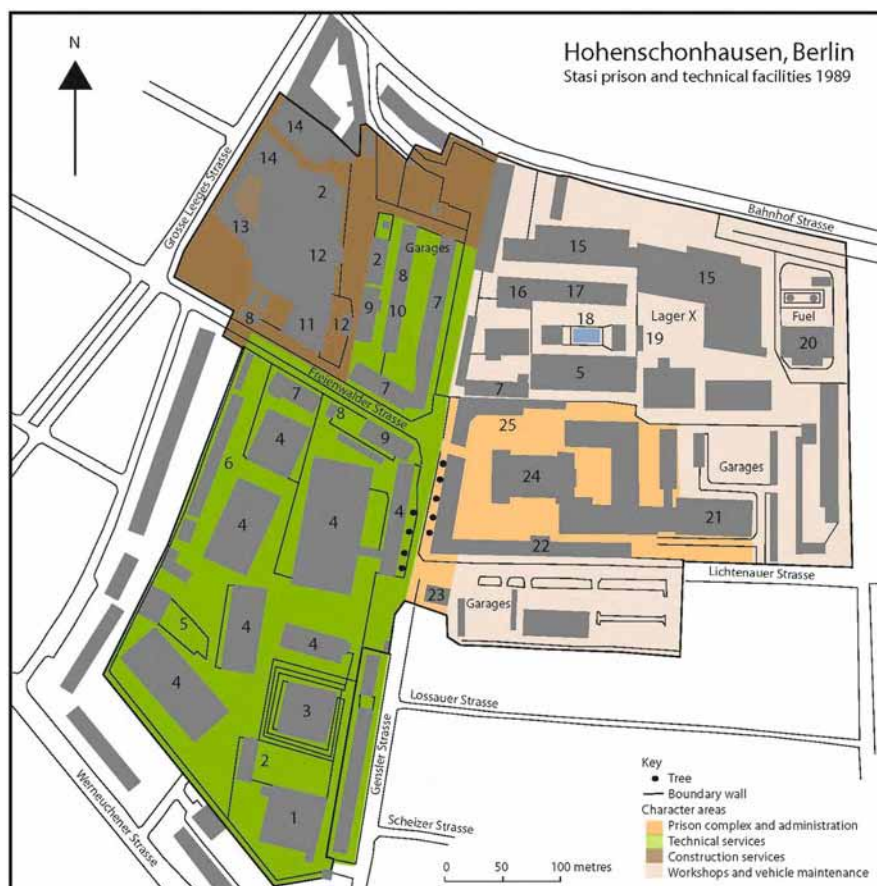 Hohenschonhausen, Berlin
Stasi prison and technical facilities 1989
N
Grosse Leeges Strasse
Bahnhof Strasse
14
14
2
13
12
Garages
2
8
7
9
10
8
11
12
7
Freienwalder Strasse
15
15
16
17
18
Lager X
19
Fuel
20
5
7
7
8
9
4
6
4
4
4
25
24
Garages
21
22
Lichtenauer Strasse
23
Garages
5
4
4
4
3
2
1
Lossauer Strasse
Gensler Strasse
Werneuchener Strasse
Scheizer Strasse
Key
Tree
Boundary wall
Character areas
Prison complex and administration
Technical services
Construction services
Workshops and vehicle maintenance
0 50 100 metres